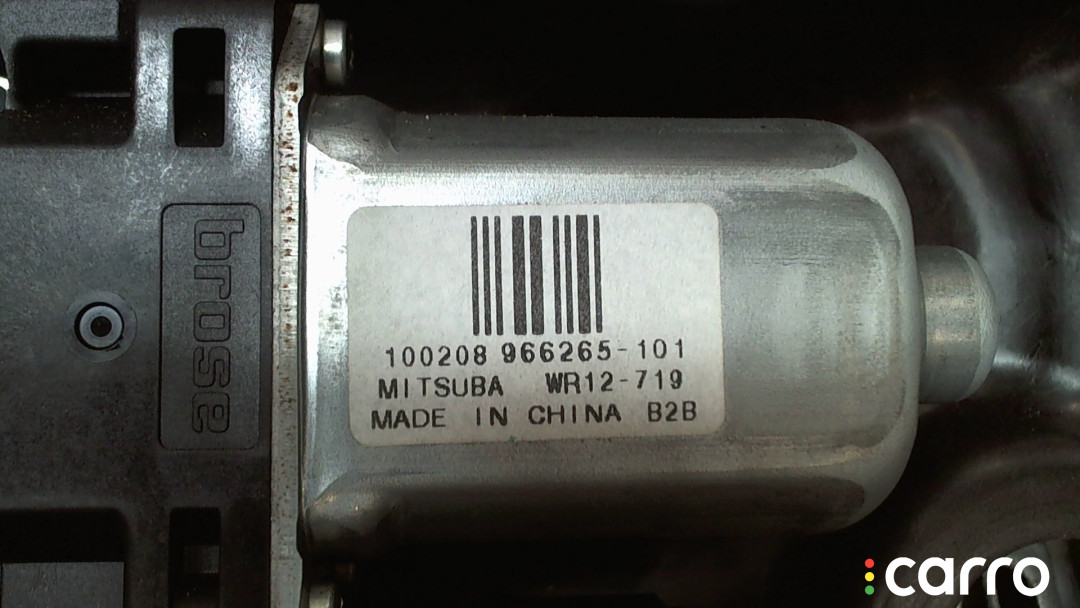 brose
100208 966265-101
MITSUBA WR12-719
MADE IN CHINA B2B
carro